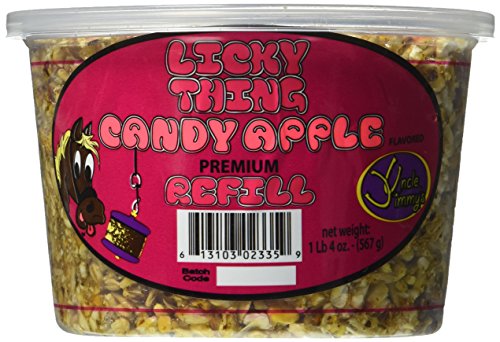 LICKY
THING
CANDY APPLE
FLAVORED
PREMIUM
REFILL
Uncle
Jimmy's
net weight:
1 Lb 4 oz. - (567 g)
6 13103 02335 9
Batch
Code